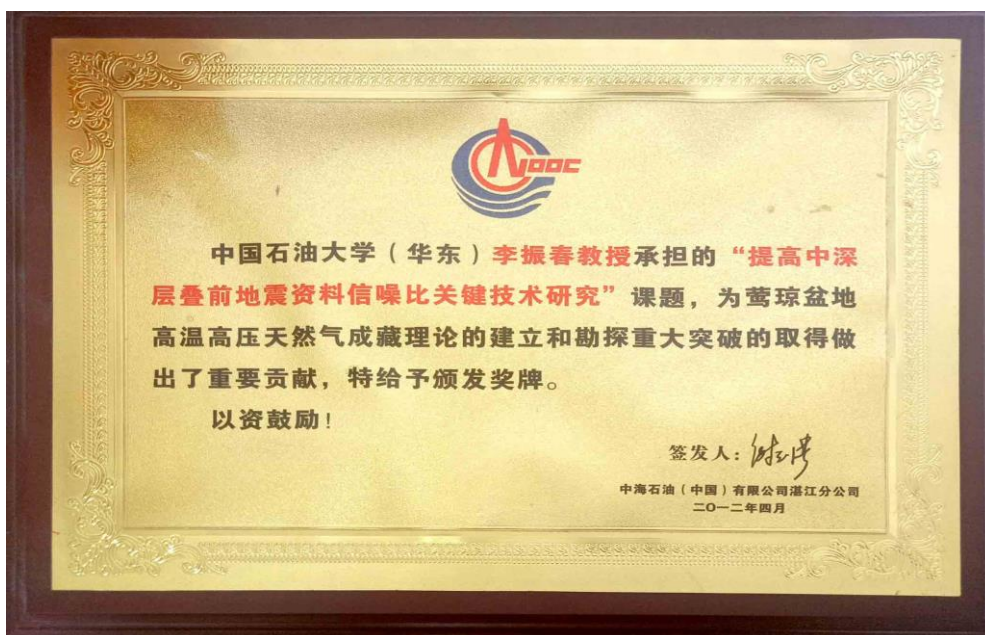 CNOOC
中国石油大学（华东）李振春教授承担的“提高中深
层叠前地震资料信噪比关键技术研究”课题，为莺琼盆地
高温高压天然气成藏理论的建立和勘探重大突破的取得做
出了重要贡献，特给予颁发奖牌。
以资鼓励！
签发人：
中海石油（中国）有限公司湛江分公司
二〇一二年四月